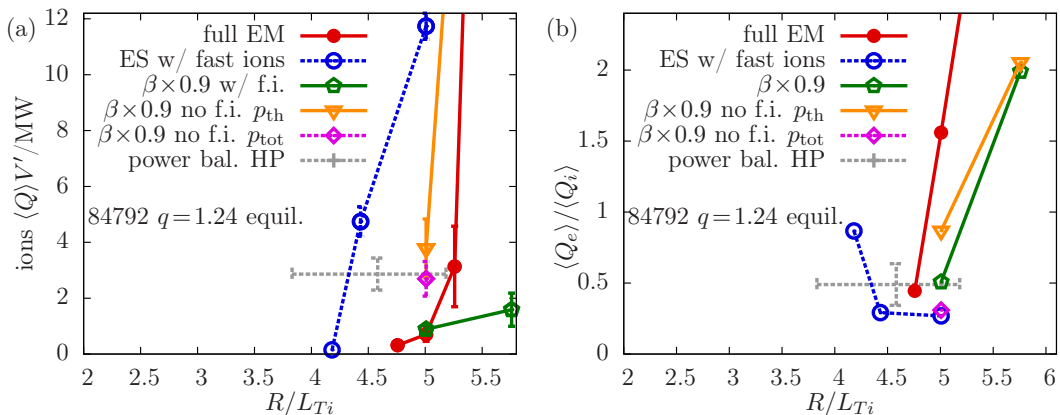 (a)
12
10
8
6
4
2
0
ions ⟨Q⟩V′/MW
full EM
ES w/ fast ions
β×0.9 w/ f.i.
β×0.9 no f.i. p_th
β×0.9 no f.i. p_tot
power bal. HP
84792 q=1.24 equil.
2 2.5 3 3.5 4 4.5 5 5.5
R/L_Ti
(b)
2
1.5
1
0.5
0
⟨Q_e⟩/⟨Q_i⟩
full EM
ES w/ fast ions
β×0.9
β×0.9 no f.i. p_th
β×0.9 no f.i. p_tot
power bal. HP
84792 q=1.24 equil.
2 2.5 3 3.5 4 4.5 5 5.5 6
R/L_Ti